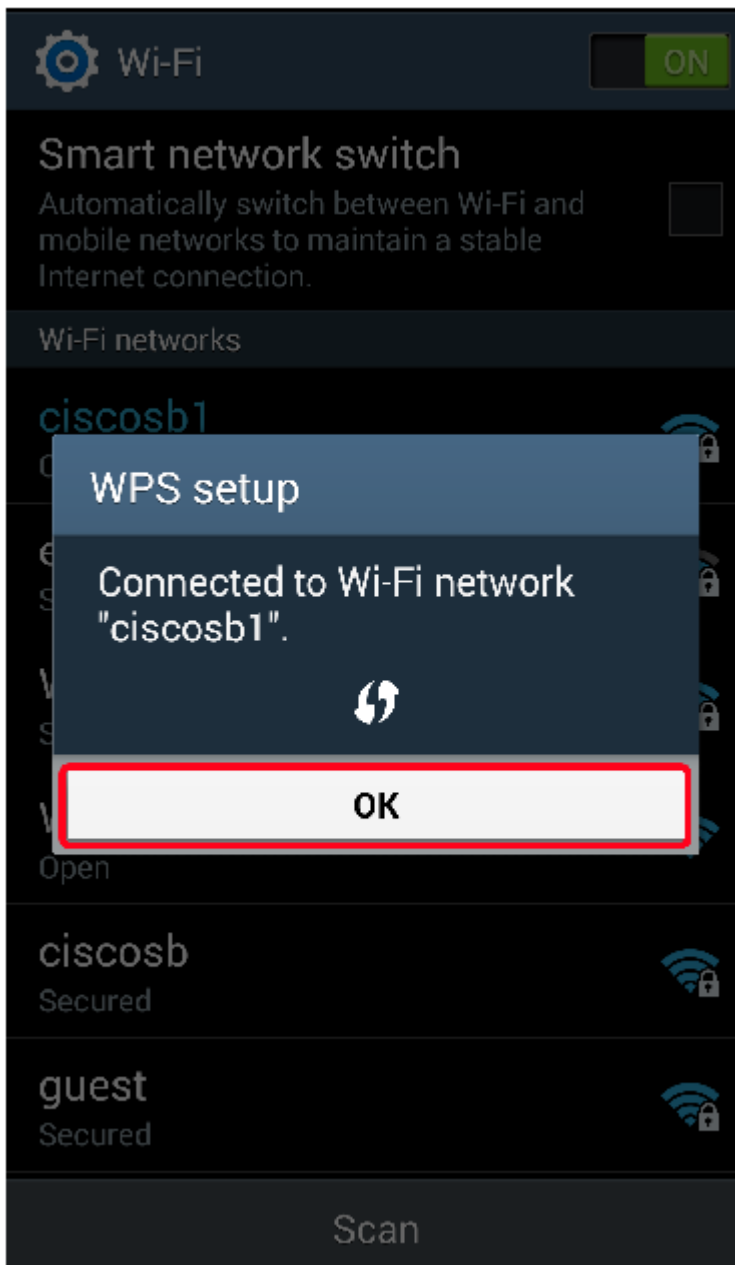 Wi-Fi
ON
Smart network switch
Automatically switch between Wi-Fi and
mobile networks to maintain a stable
Internet connection.
Wi-Fi networks
ciscosb1
WPS setup
Connected to Wi-Fi network
"ciscosb1".
OK
Open
ciscosb
Secured
guest
Secured
Scan